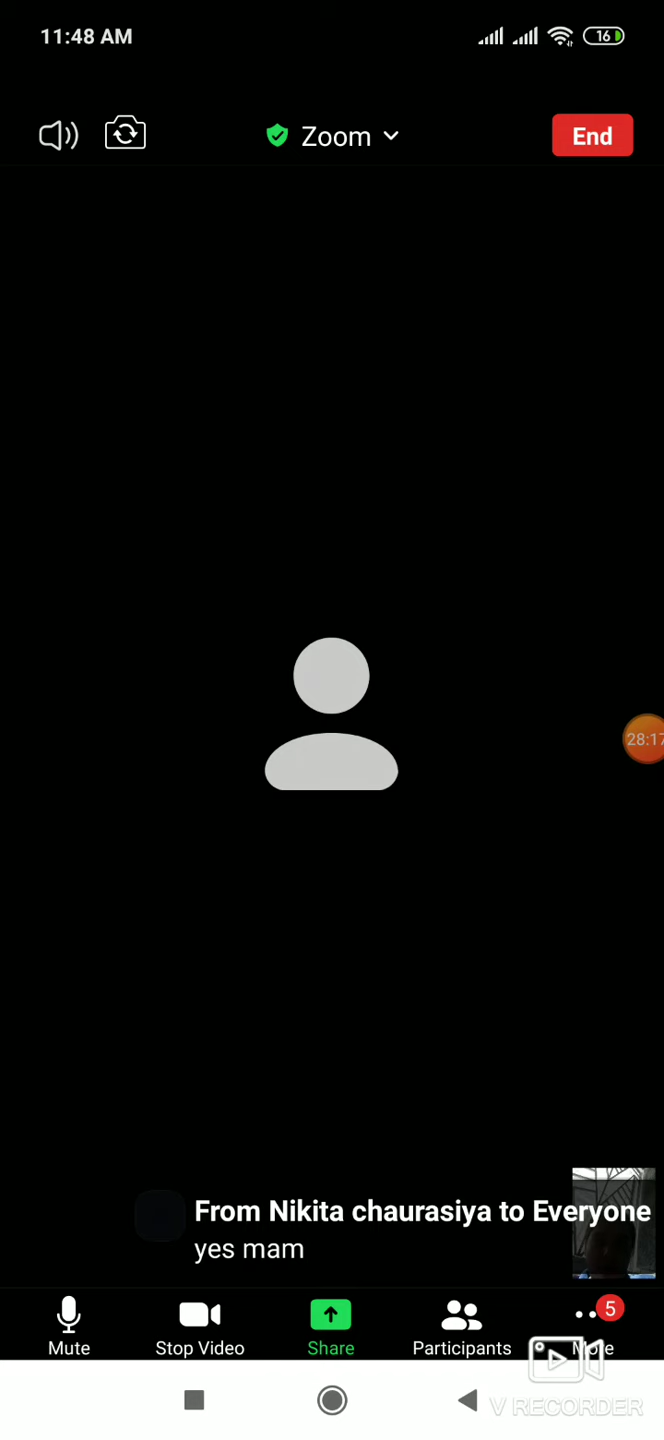 11:48 AM
16
Zoom
End
28:17
From Nikita chaurasiya to Everyone
yes mam
5
Mute
Stop Video
Share
Participants
More
V RECORDER